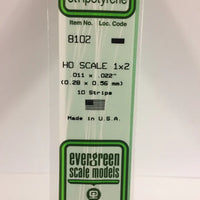 stripstyrene
Item No. Loc. Code
8102
HO SCALE 1x2
.011 x .022"
(0.28 x 0.56 mm)
10 Strips
Made in U.S.A.
evergreen
scale models